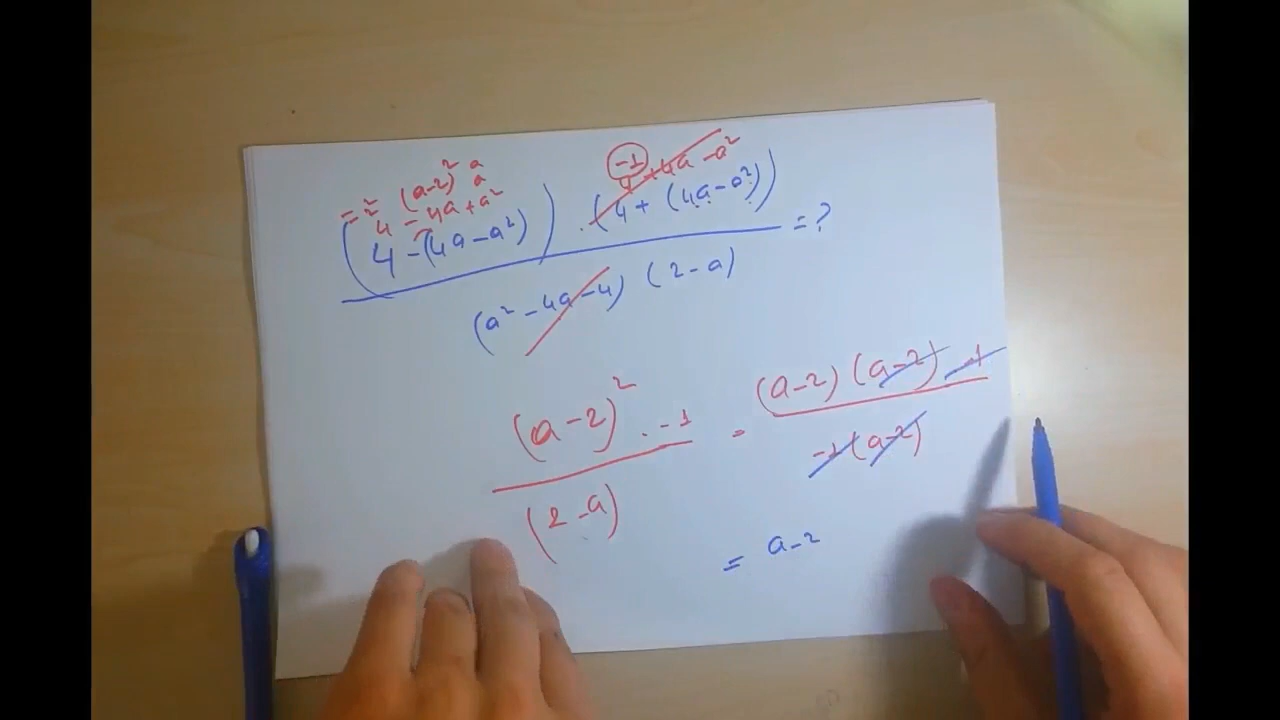 = 2 (a-2)² a
4 - 4a + a² a
-1
4 + 4a - a²
(4 - (4a - a²)) . (4 + (4a - a²)) = ?
(a² - 4a - 4) (2 - a)
(a-2)² . -1 = (a-2) (a-2) -1
(2 - a) -1 (a-2)
= a-2